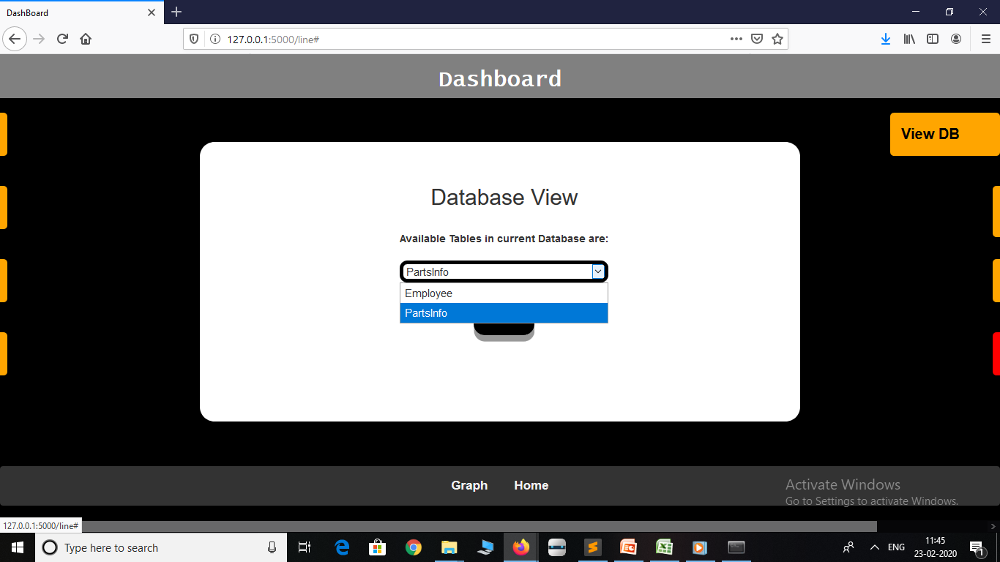 DashBoard
127.0.0.1:5000/line#
Dashboard
View DB
Database View
Available Tables in current Database are:
PartsInfo
Employee
PartsInfo
Graph Home
Activate Windows
Go to Settings to activate Windows.
127.0.0.1:5000/line#
Type here to search
ENG
11:45
23-02-2020
1